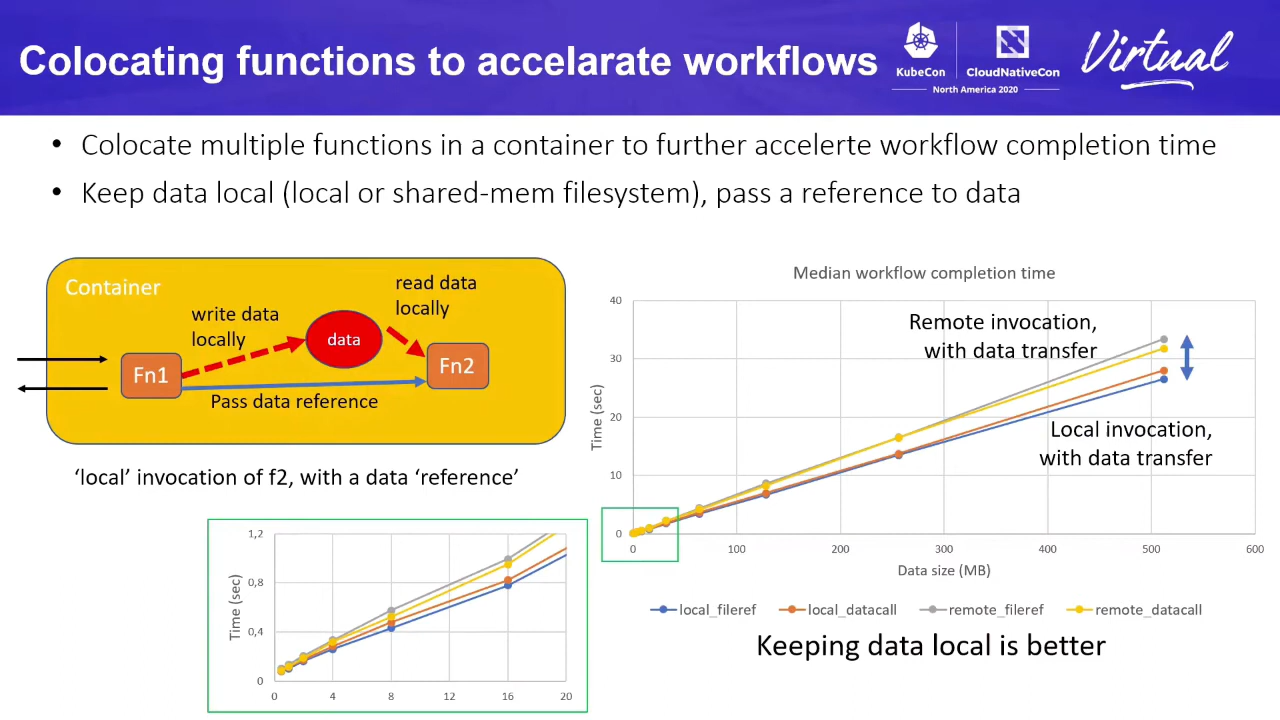 Colocating functions to accelarate workflows
KubeCon
CloudNativeCon
North America 2020
Virtual
• Colocate multiple functions in a container to further accelerte workflow completion time
• Keep data local (local or shared-mem filesystem), pass a reference to data
Container
write data
locally
read data
locally
data
Fn1
Fn2
Pass data reference
‘local’ invocation of f2, with a data ‘reference’
Median workflow completion time
40
30
20
10
0
Time (sec)
Remote invocation,
with data transfer
Local invocation,
with data transfer
0 100 200 300 400 500 600
Data size (MB)
local_fileref local_datacall remote_fileref remote_datacall
Keeping data local is better
1,2
0,8
0,4
0
Time (sec)
0 4 8 12 16 20